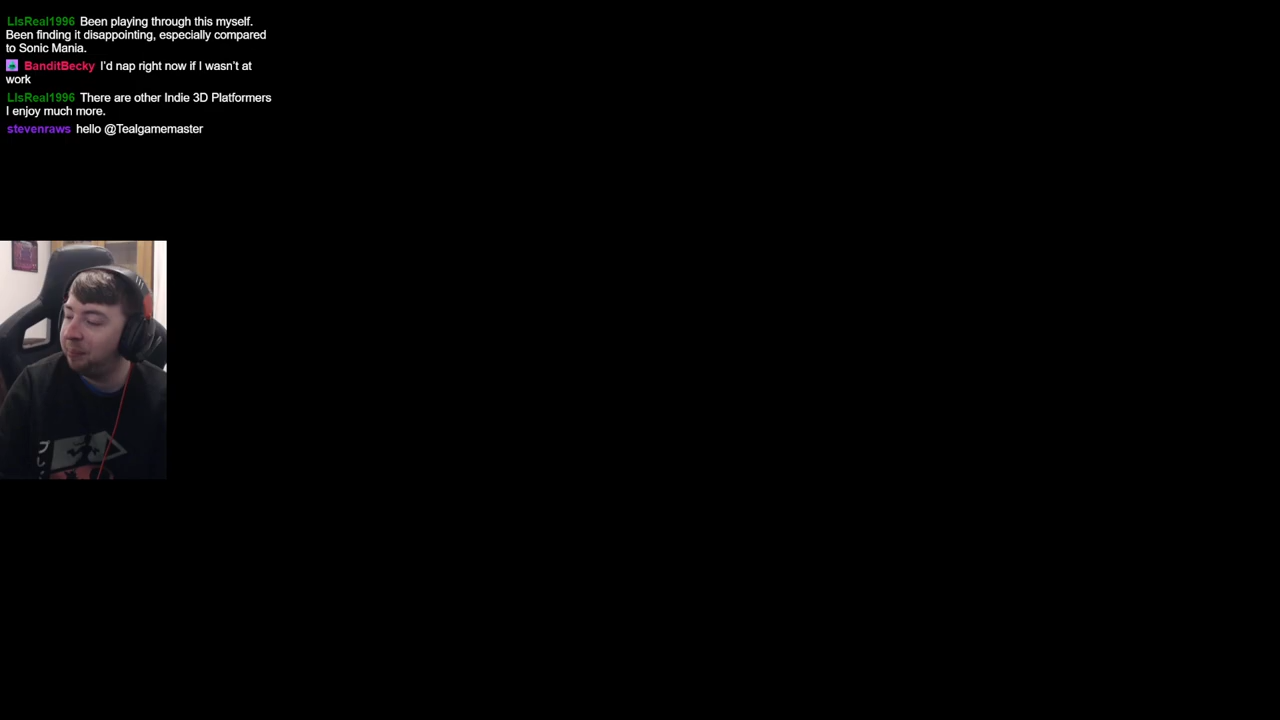 LIsReal1996 Been playing through this myself.
Been finding it disappointing, especially compared
to Sonic Mania.
BanditBecky I'd nap right now if I wasn't at
work
LIsReal1996 There are other Indie 3D Platformers
I enjoy much more.
stevenraws hello @Tealgamemaster